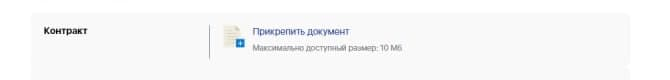 Контракт
Прикрепить документ
Максимально доступный размер: 10 Мб